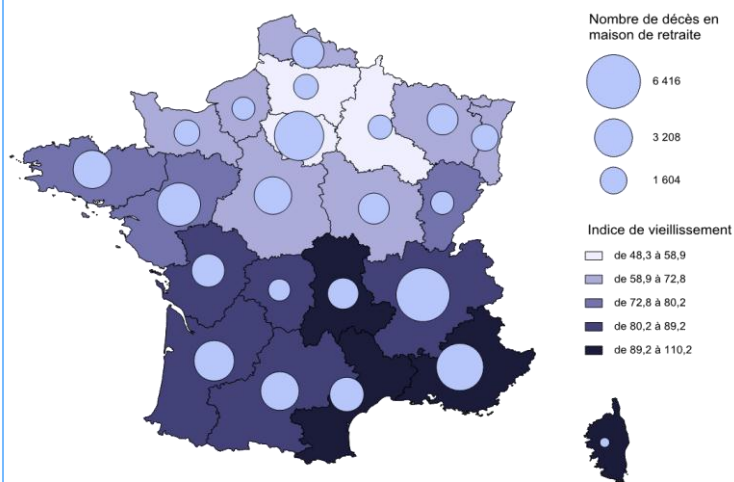 Nombre de décès en
maison de retraite
6 416
3 208
1 604
Indice de vieillissement
de 48,3 à 58,9
de 58,9 à 72,8
de 72,8 à 80,2
de 80,2 à 89,2
de 89,2 à 110,2